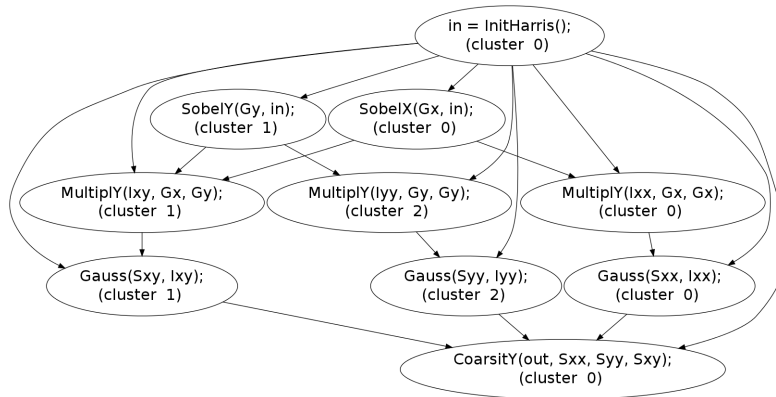 in = InitHarris();
(cluster 0)
SobelY(Gy, in);
(cluster 1)
SobelX(Gx, in);
(cluster 0)
MultiplY(Ixy, Gx, Gy);
(cluster 1)
MultiplY(Iyy, Gy, Gy);
(cluster 2)
MultiplY(Ixx, Gx, Gx);
(cluster 0)
Gauss(Sxy, Ixy);
(cluster 1)
Gauss(Syy, Iyy);
(cluster 2)
Gauss(Sxx, Ixx);
(cluster 0)
CoarsitY(out, Sxx, Syy, Sxy);
(cluster 0)